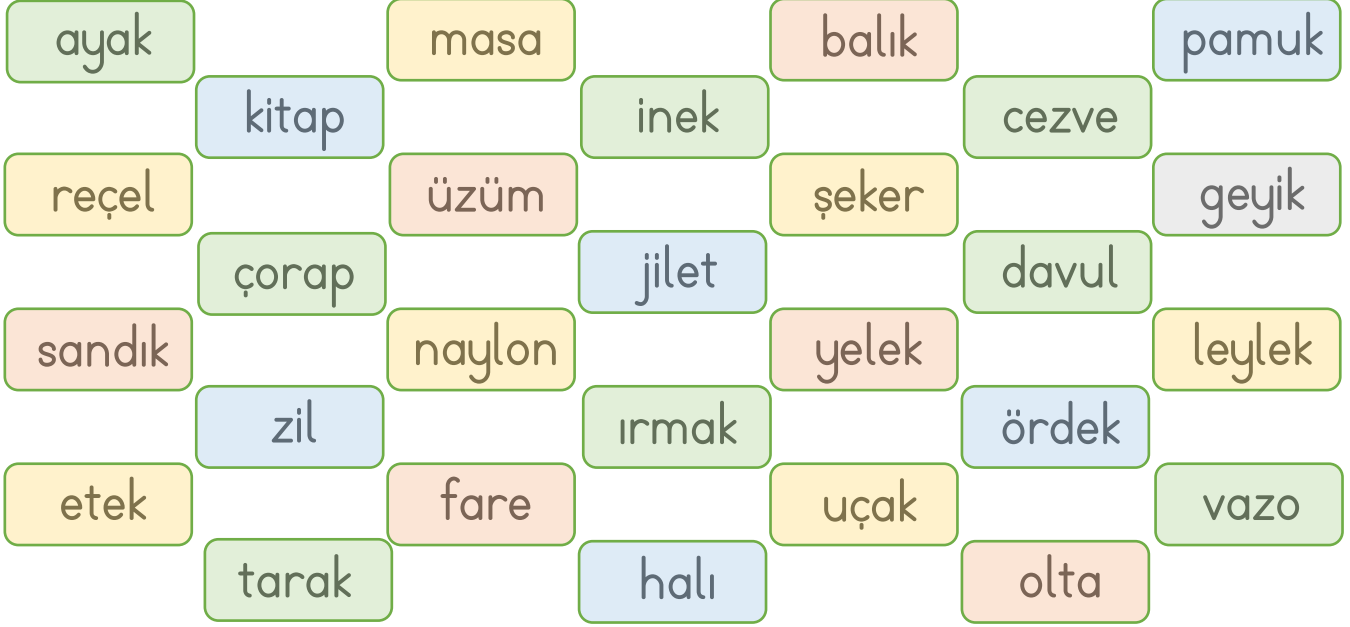 ayak masa balık pamuk
kitap inek cezve
reçel üzüm şeker geyik
çorap jilet davul
sandık naylon yelek leylek
zil ırmak ördek
etek fare uçak vazo
tarak halı olta